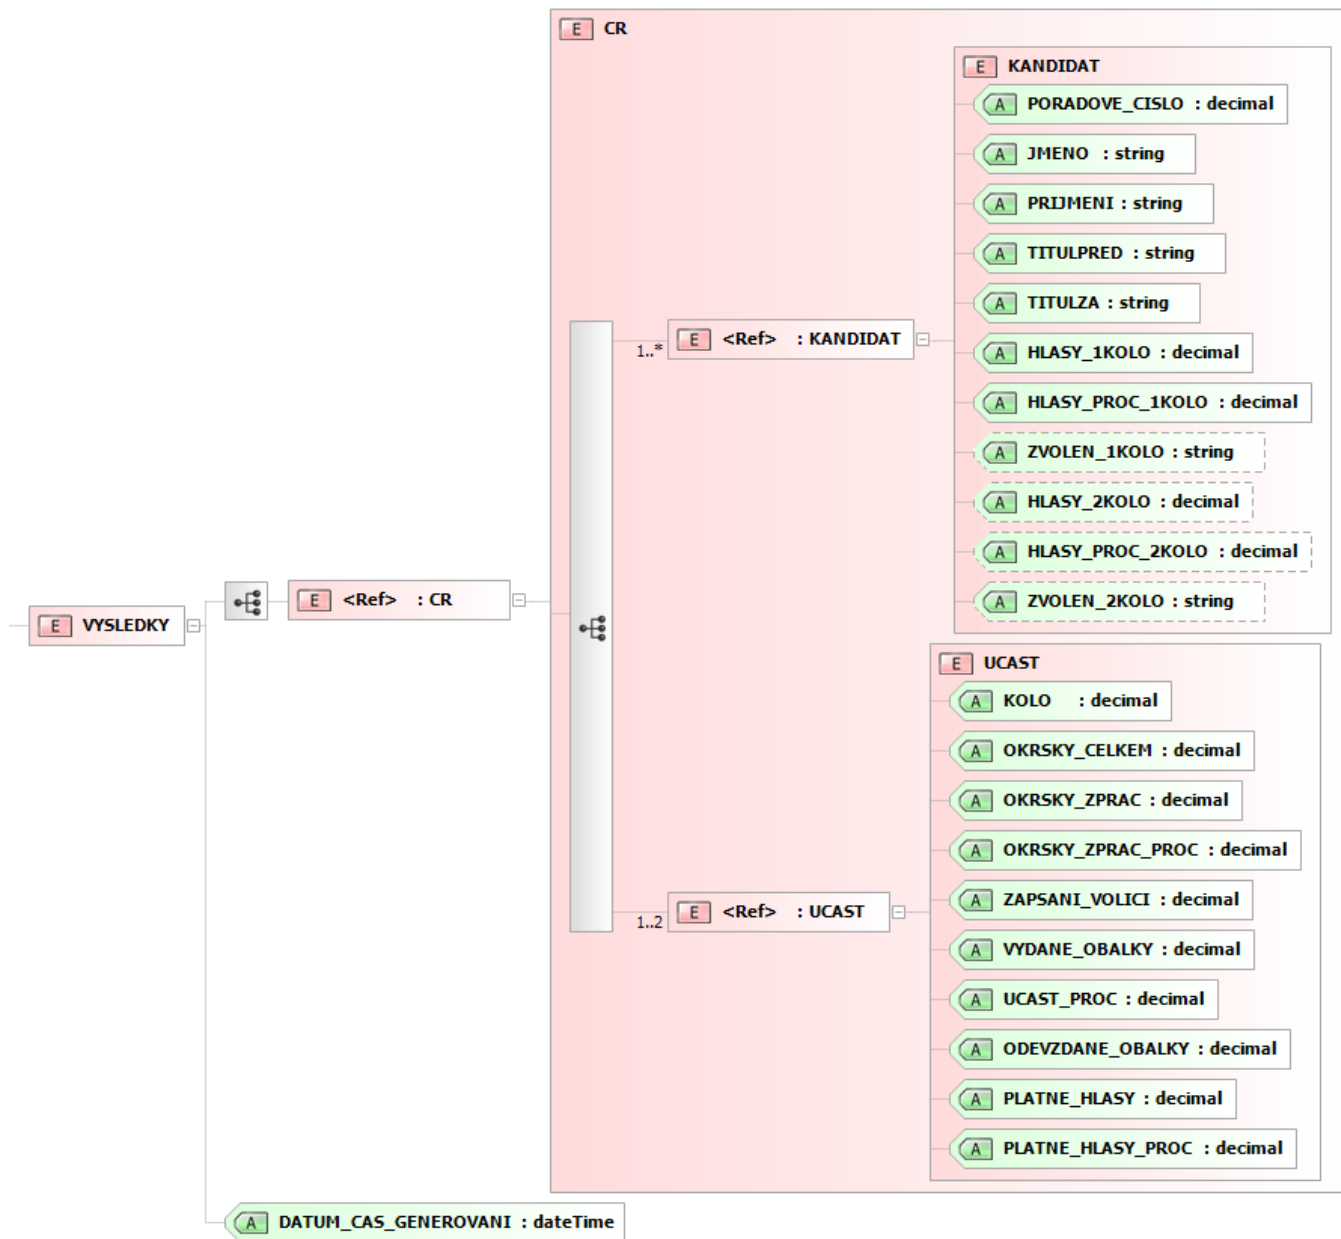 E CR
E KANDIDAT
A PORADOVE_CISLO : decimal
A JMENO : string
A PRIJMENI : string
A TITULPRED : string
A TITULZA : string
1..* E <Ref> : KANDIDAT
A HLASY_1KOLO : decimal
A HLASY_PROC_1KOLO : decimal
A ZVOLEN_1KOLO : string
A HLASY_2KOLO : decimal
A HLASY_PROC_2KOLO : decimal
A ZVOLEN_2KOLO : string
E <Ref> : CR
E VYSLEDKY
E UCAST
A KOLO : decimal
A OKRSKY_CELKEM : decimal
A OKRSKY_ZPRAC : decimal
A OKRSKY_ZPRAC_PROC : decimal
A ZAPSANI_VOLICI : decimal
1..2 E <Ref> : UCAST
A VYDANE_OBALKY : decimal
A UCAST_PROC : decimal
A ODEVZDANE_OBALKY : decimal
A PLATNE_HLASY : decimal
A PLATNE_HLASY_PROC : decimal
A DATUM_CAS_GENEROVANI : dateTime